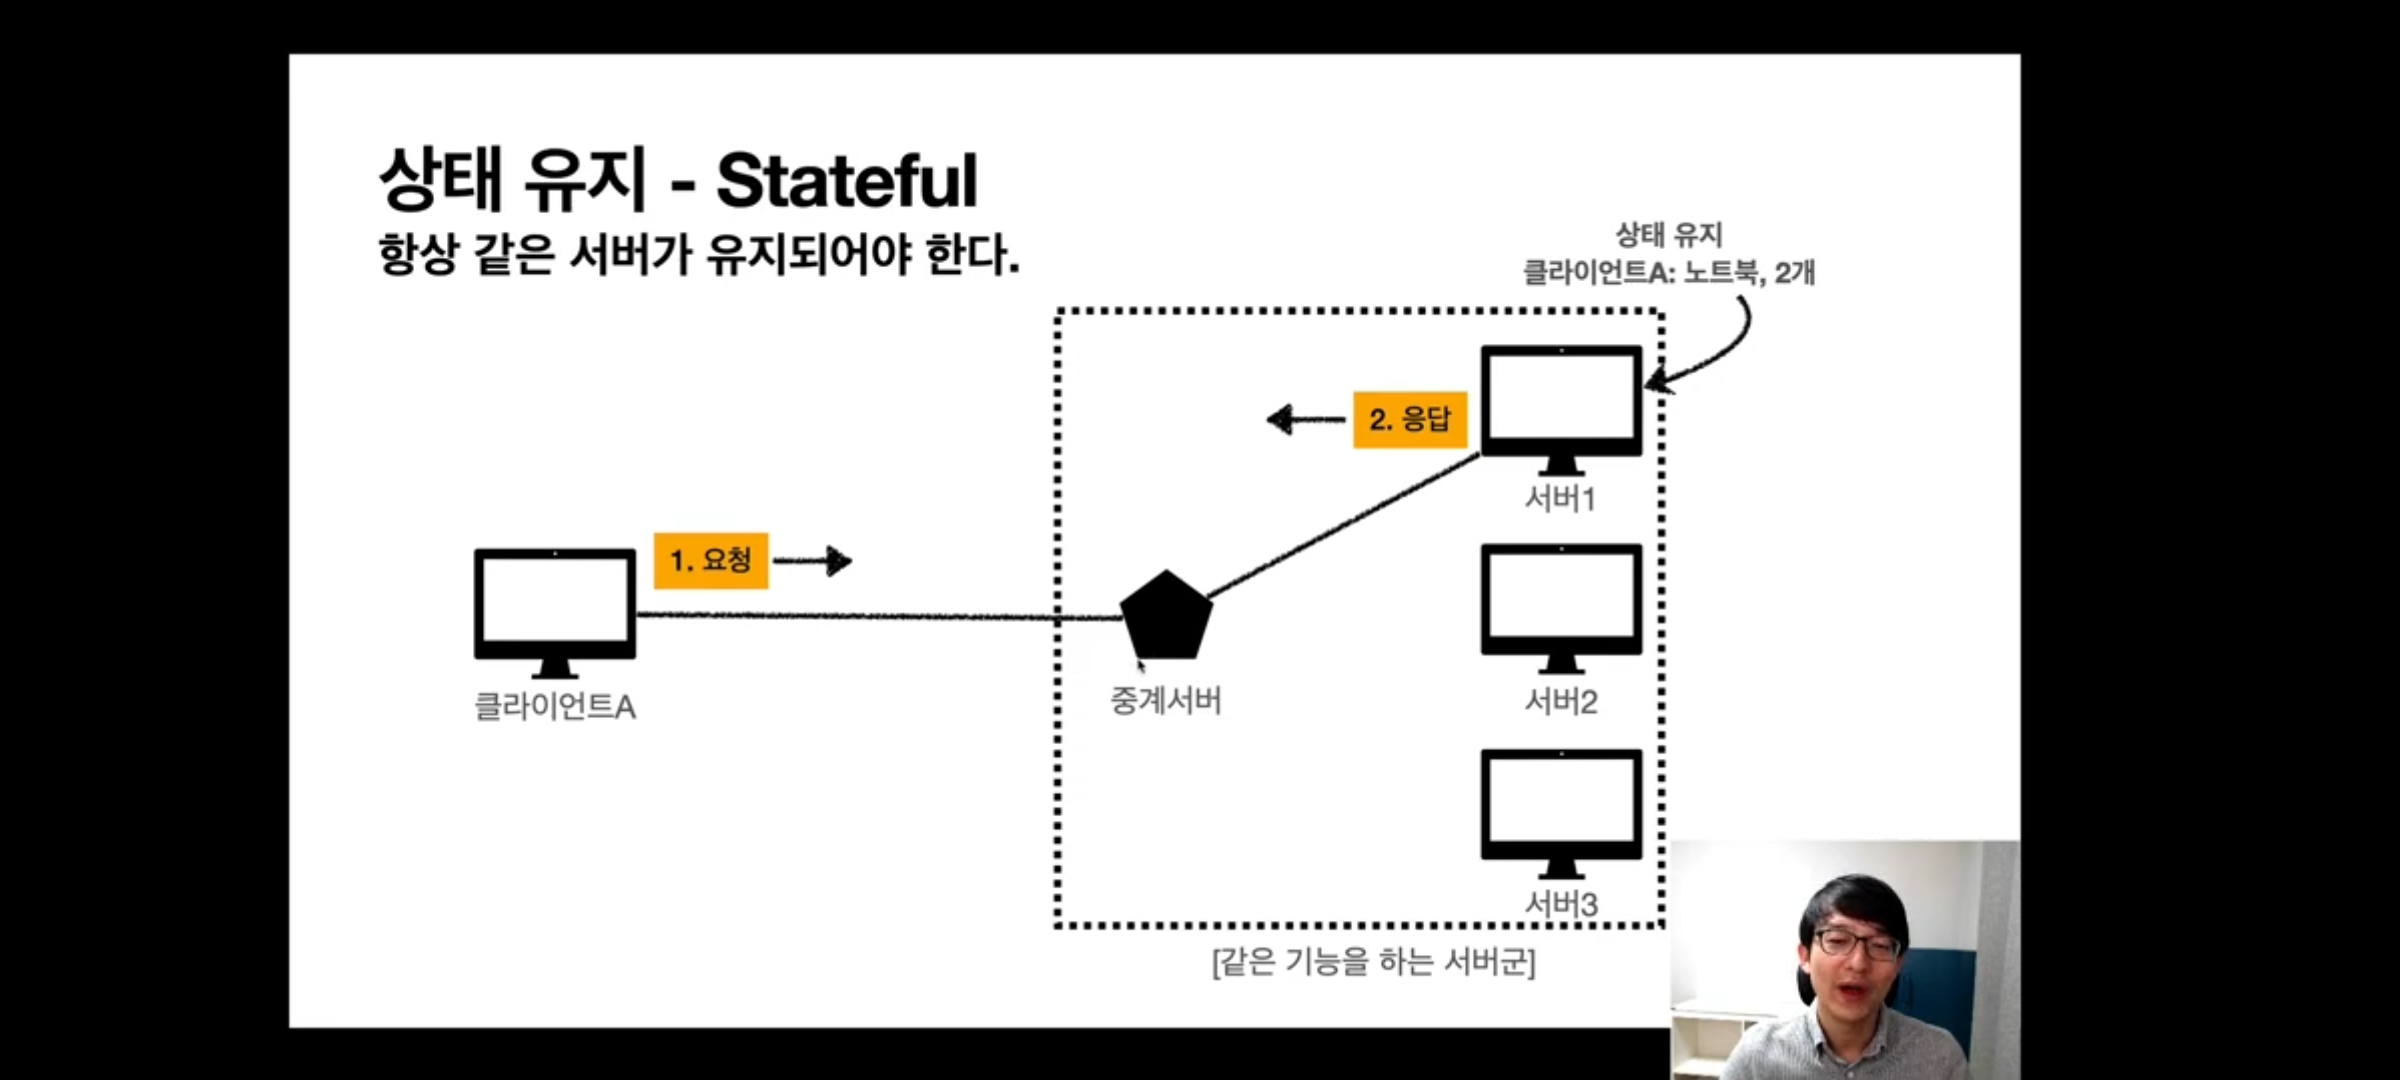 상태 유지 - Stateful
항상 같은 서버가 유지되어야 한다.
상태 유지
클라이언트A: 노트북, 2개
2. 응답
서버1
1. 요청
클라이언트A
중계서버
서버2
서버3
[같은 기능을 하는 서버군]